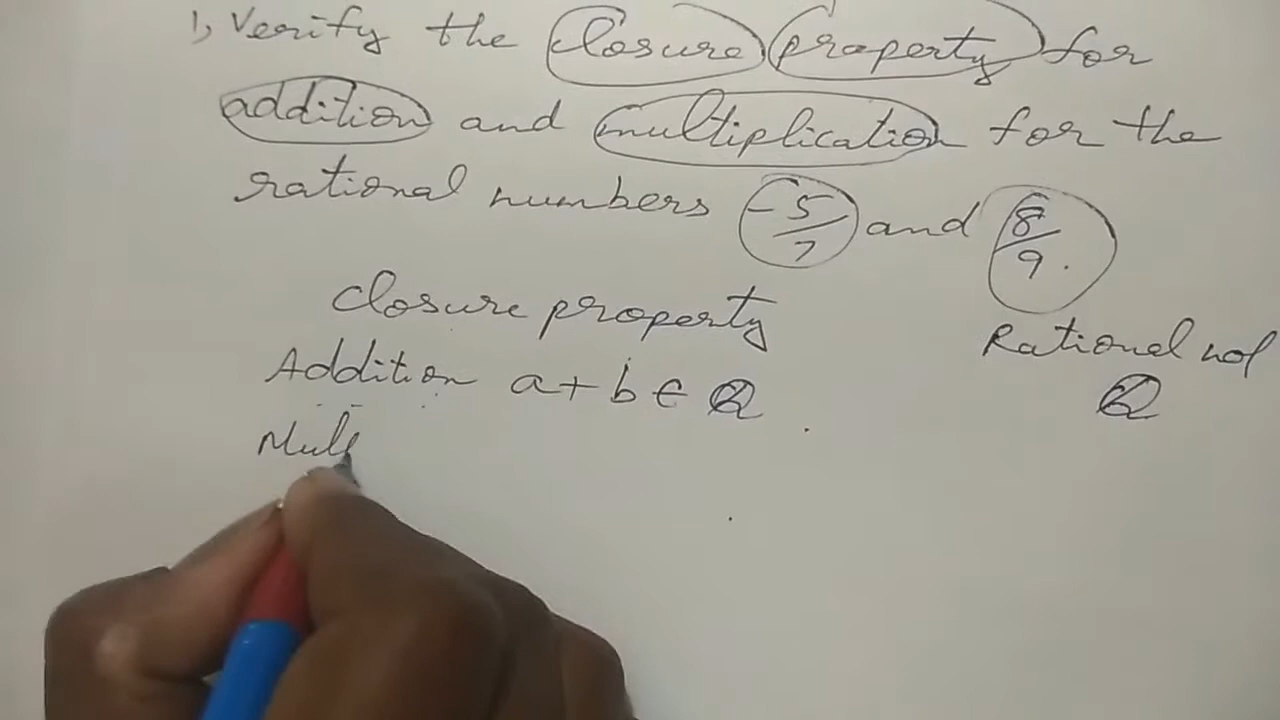 1, Verify the closure property for
addition and multiplication for the
rational numbers -5/7 and 8/9.
closure property
Rational no
Addition a + b ∈ Q
Q
Mul